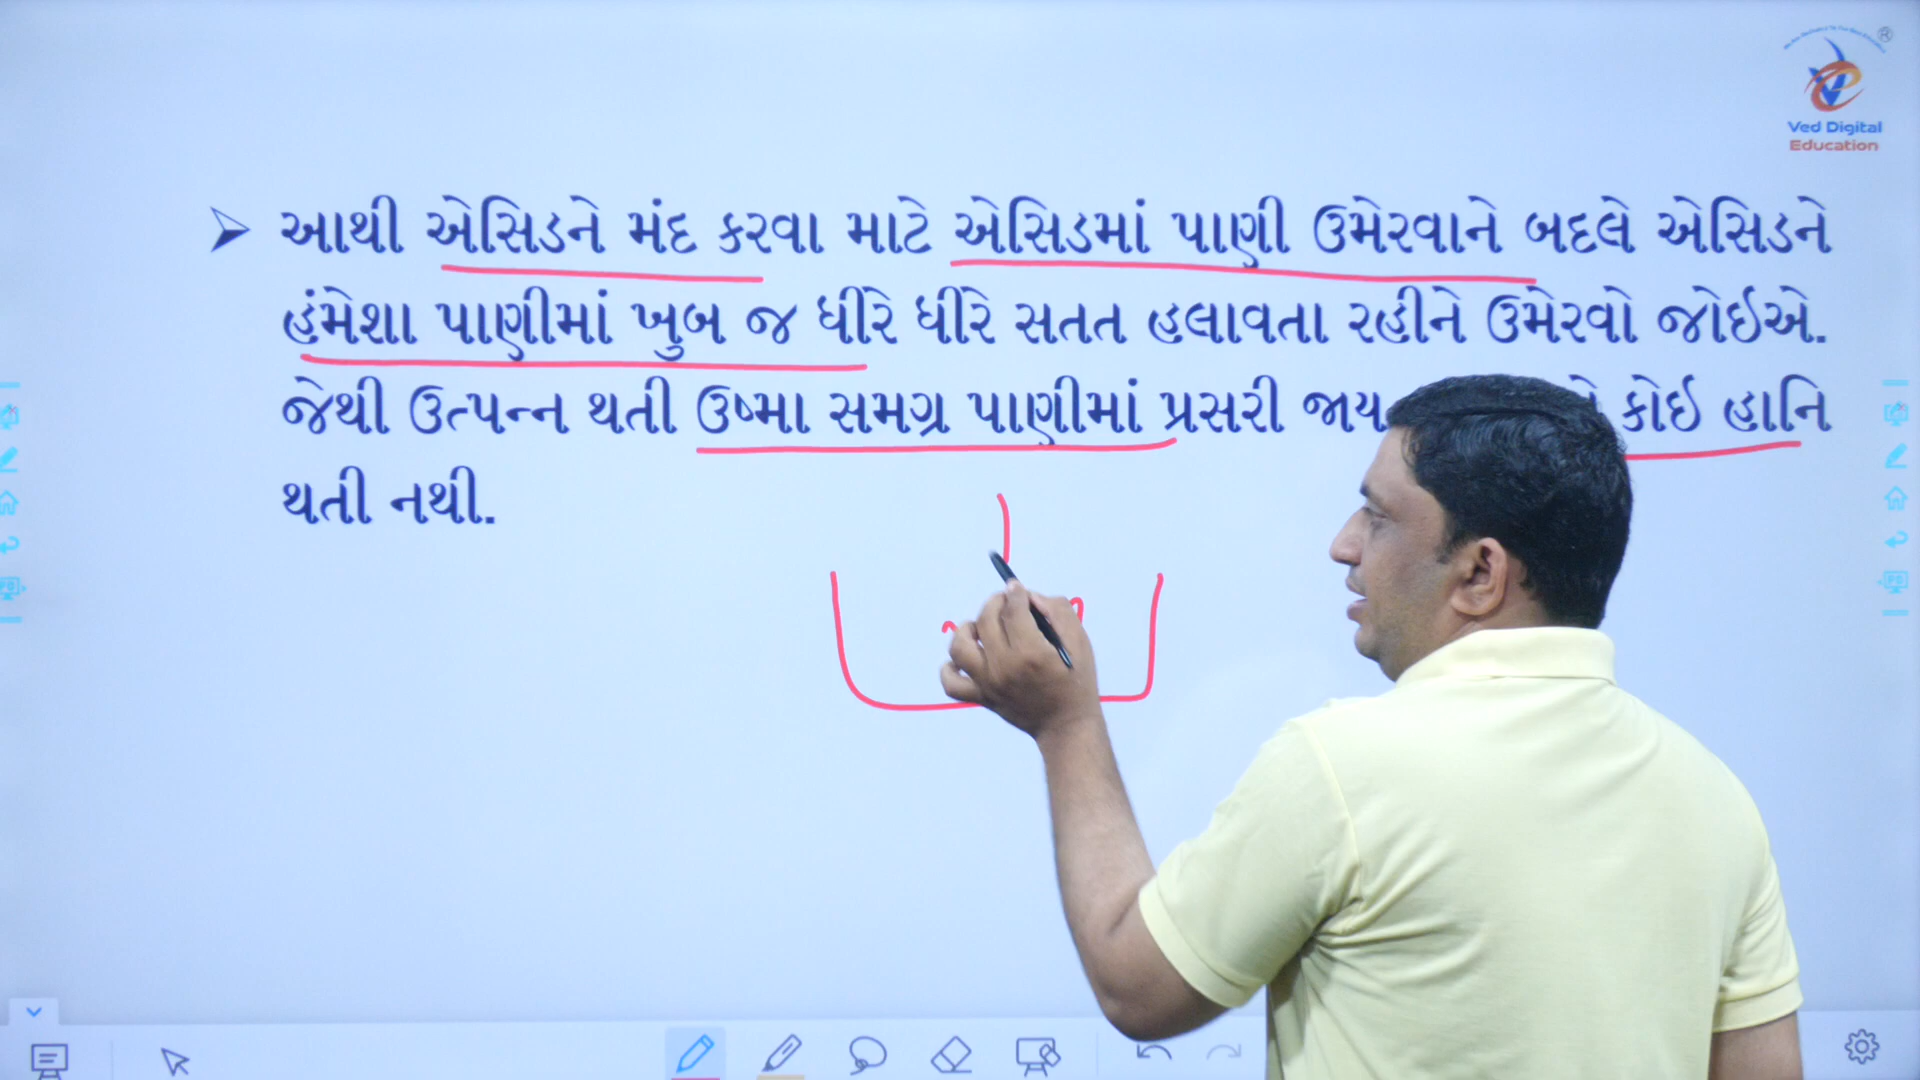 Ved Digital
Education
આથી એસિડને મંદ કરવા માટે એસિડમાં પાણી ઉમેરવાને બદલે એસિડને
હંમેશા પાણીમાં ખુબ જ ધીરે ધીરે સતત હલાવતા રહીને ઉમેરવો જોઇએ.
જેથી ઉત્પન્ન થતી ઉષ્મા સમગ્ર પાણીમાં પ્રસરી જાય કોઇ હાનિ
થતી નથી.